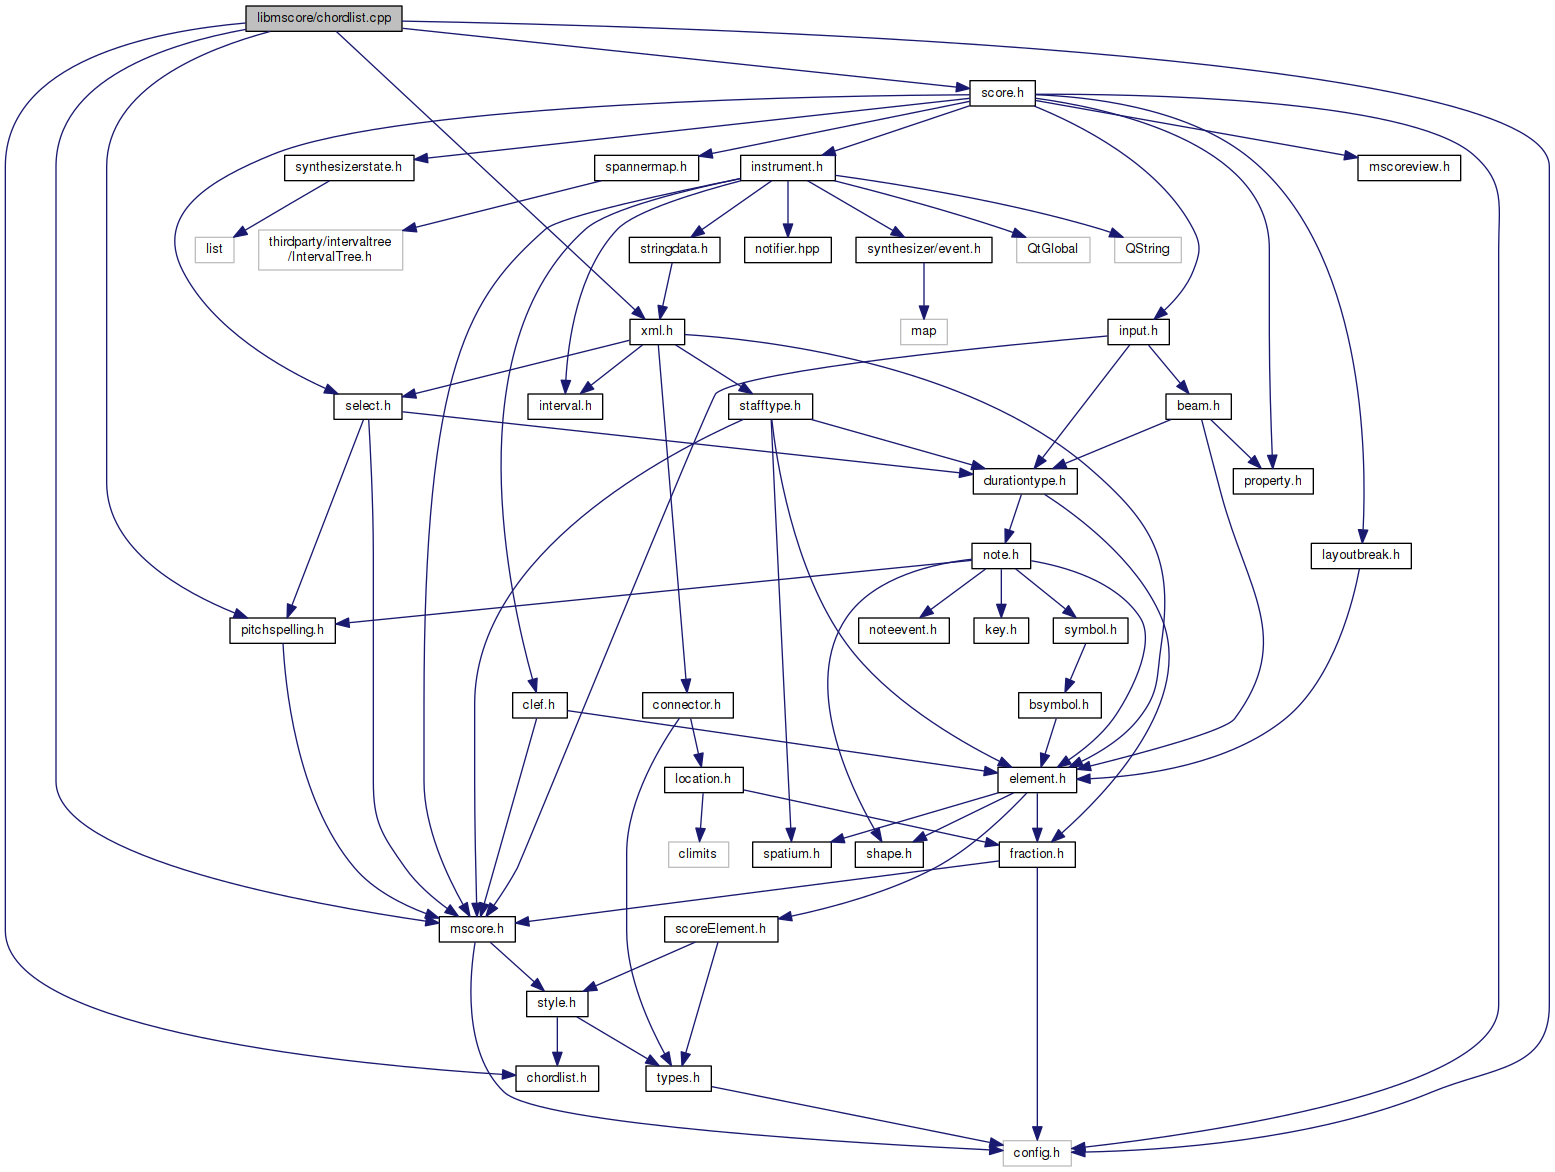 libmscore/chordlist.cpp
score.h
synthesizerstate.h
spannermap.h
instrument.h
mscoreview.h
list
thirdparty/intervaltree
/IntervalTree.h
stringdata.h
notifier.hpp
synthesizer/event.h
QtGlobal
QString
xml.h
map
input.h
select.h
interval.h
stafftype.h
beam.h
durationtype.h
property.h
note.h
layoutbreak.h
pitchspelling.h
noteevent.h
key.h
symbol.h
clef.h
connector.h
bsymbol.h
location.h
element.h
climits
spatium.h
shape.h
fraction.h
mscore.h
scoreElement.h
style.h
chordlist.h
types.h
config.h